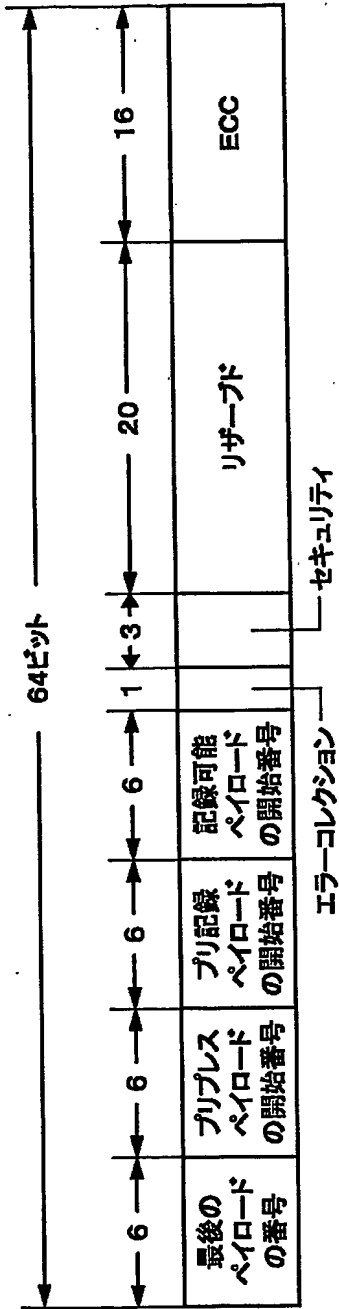 64ビット
6
6
6
6
1
3
20
16
最後の
ペイロード
の番号
プリプレス
ペイロード
の開始番号
プリ記録
ペイロード
の開始番号
記録可能
ペイロード
の開始番号
リザーブド
ECC
エラーコレクション
セキュリティ